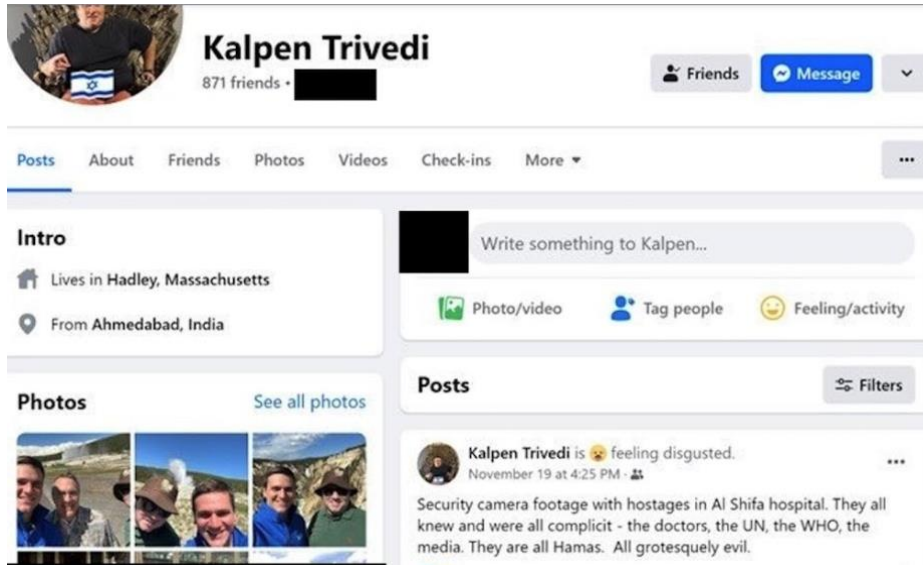 Kalpen Trivedi
871 friends •
Friends
Message
Posts
About
Friends
Photos
Videos
Check-ins
More
Intro
Lives in Hadley, Massachusetts
From Ahmedabad, India
Photos
See all photos
Write something to Kalpen...
Photo/video
Tag people
Feeling/activity
Posts
Filters
Kalpen Trivedi is 😧 feeling disgusted.
November 19 at 4:25 PM ·
Security camera footage with hostages in Al Shifa hospital. They all
knew and were all complicit - the doctors, the UN, the WHO, the
media. They are all Hamas. All grotesquely evil.